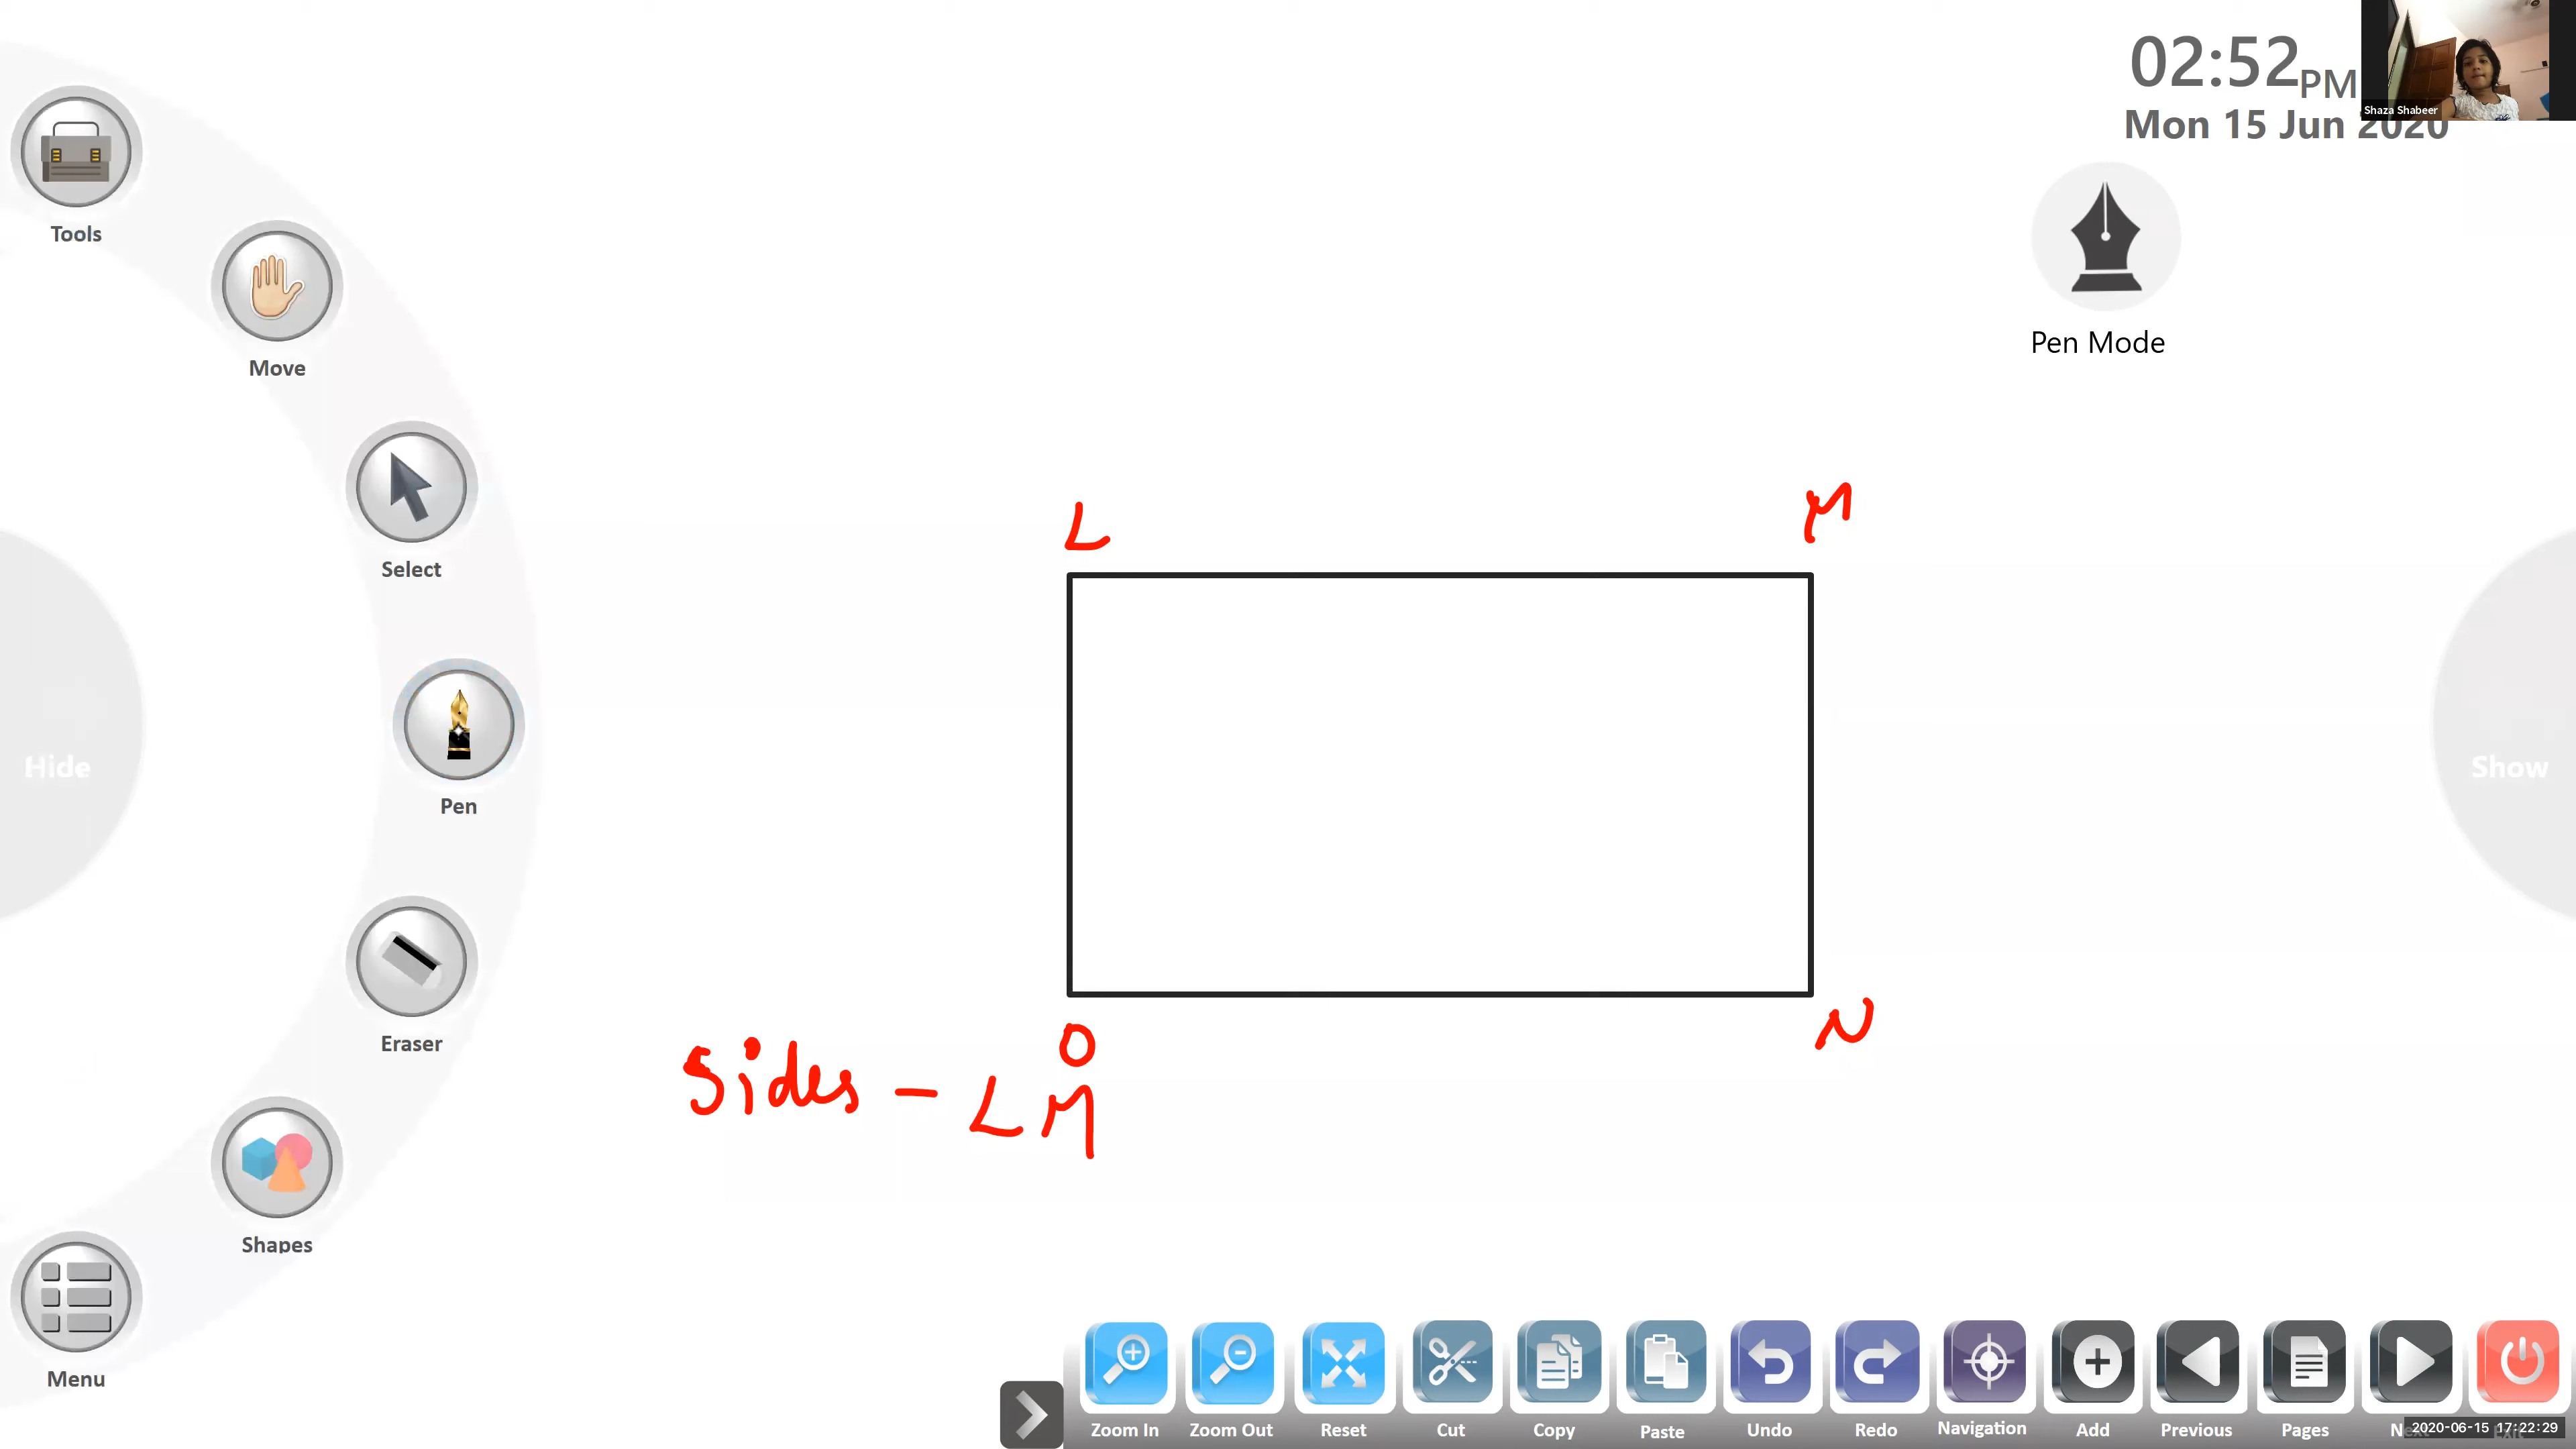 02:52 PM
Shaza Shabeer
Mon 15 Jun 2020
Tools
Move
Pen Mode
Select
L
M
Hide
Show
Pen
O
N
Sides - LM
Eraser
Shapes
Menu
Zoom In
Zoom Out
Reset
Cut
Copy
Paste
Undo
Redo
Navigation
Add
Previous
Pages
2020-06-15 17:22:29